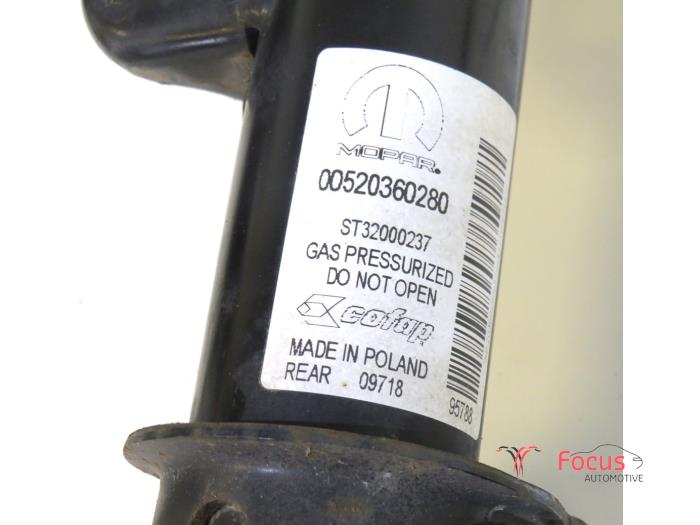 MOPAR®
00520360280
ST32000237
GAS PRESSURIZED
DO NOT OPEN
cofap
MADE IN POLAND
REAR 09718
95788
Focus
AUTOMOTIVE